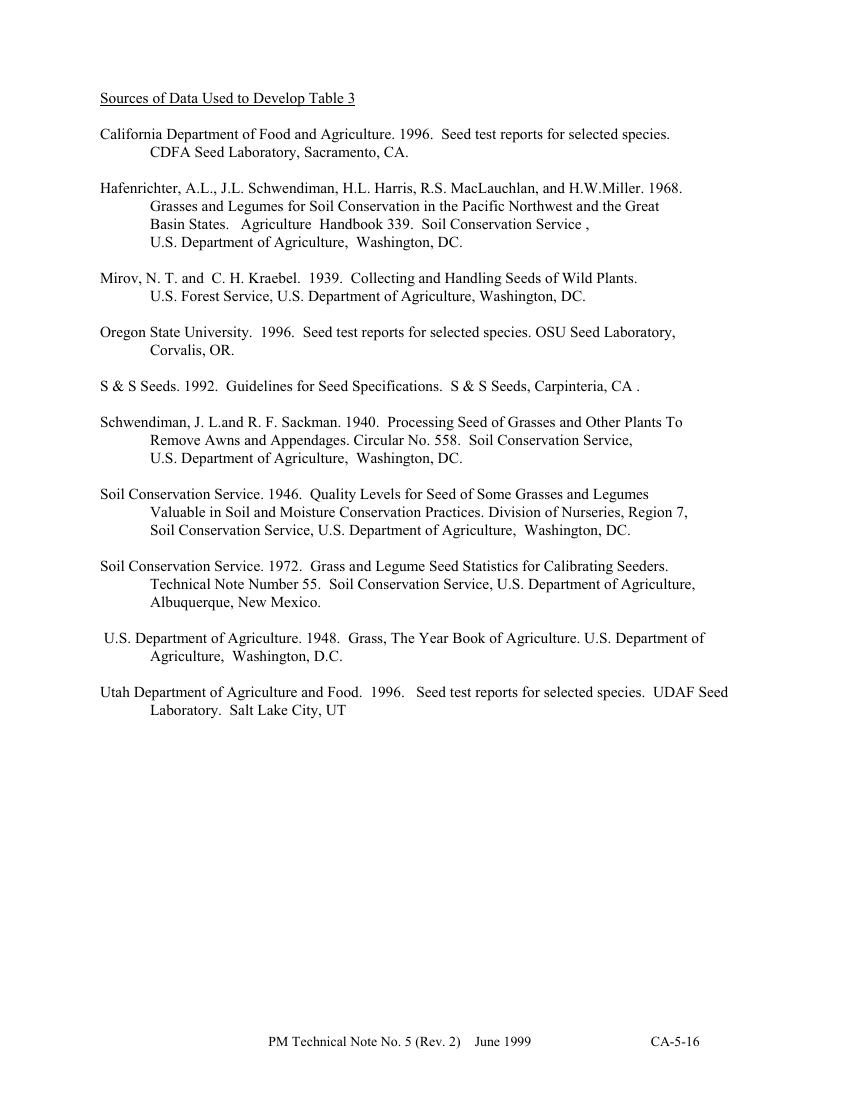 Sources of Data Used to Develop Table 3
California Department of Food and Agriculture. 1996.  Seed test reports for selected species.
CDFA Seed Laboratory, Sacramento, CA.
Hafenrichter, A.L., J.L. Schwendiman, H.L. Harris, R.S. MacLauchlan, and H.W.Miller. 1968.
Grasses and Legumes for Soil Conservation in the Pacific Northwest and the Great
Basin States.   Agriculture  Handbook 339.  Soil Conservation Service ,
U.S. Department of Agriculture,  Washington, DC.
Mirov, N. T. and  C. H. Kraebel.  1939.  Collecting and Handling Seeds of Wild Plants.
U.S. Forest Service, U.S. Department of Agriculture, Washington, DC.
Oregon State University.  1996.  Seed test reports for selected species. OSU Seed Laboratory,
Corvalis, OR.
S & S Seeds. 1992.  Guidelines for Seed Specifications.  S & S Seeds, Carpinteria, CA .
Schwendiman, J. L.and R. F. Sackman. 1940.  Processing Seed of Grasses and Other Plants To
Remove Awns and Appendages. Circular No. 558.  Soil Conservation Service,
U.S. Department of Agriculture,  Washington, DC.
Soil Conservation Service. 1946.  Quality Levels for Seed of Some Grasses and Legumes
Valuable in Soil and Moisture Conservation Practices. Division of Nurseries, Region 7,
Soil Conservation Service, U.S. Department of Agriculture,  Washington, DC.
Soil Conservation Service. 1972.  Grass and Legume Seed Statistics for Calibrating Seeders.
Technical Note Number 55.  Soil Conservation Service, U.S. Department of Agriculture,
Albuquerque, New Mexico.
U.S. Department of Agriculture. 1948.  Grass, The Year Book of Agriculture. U.S. Department of
Agriculture,  Washington, D.C.
Utah Department of Agriculture and Food.  1996.   Seed test reports for selected species.  UDAF Seed
Laboratory.  Salt Lake City, UT
PM Technical Note No. 5 (Rev. 2)    June 1999    CA-5-16